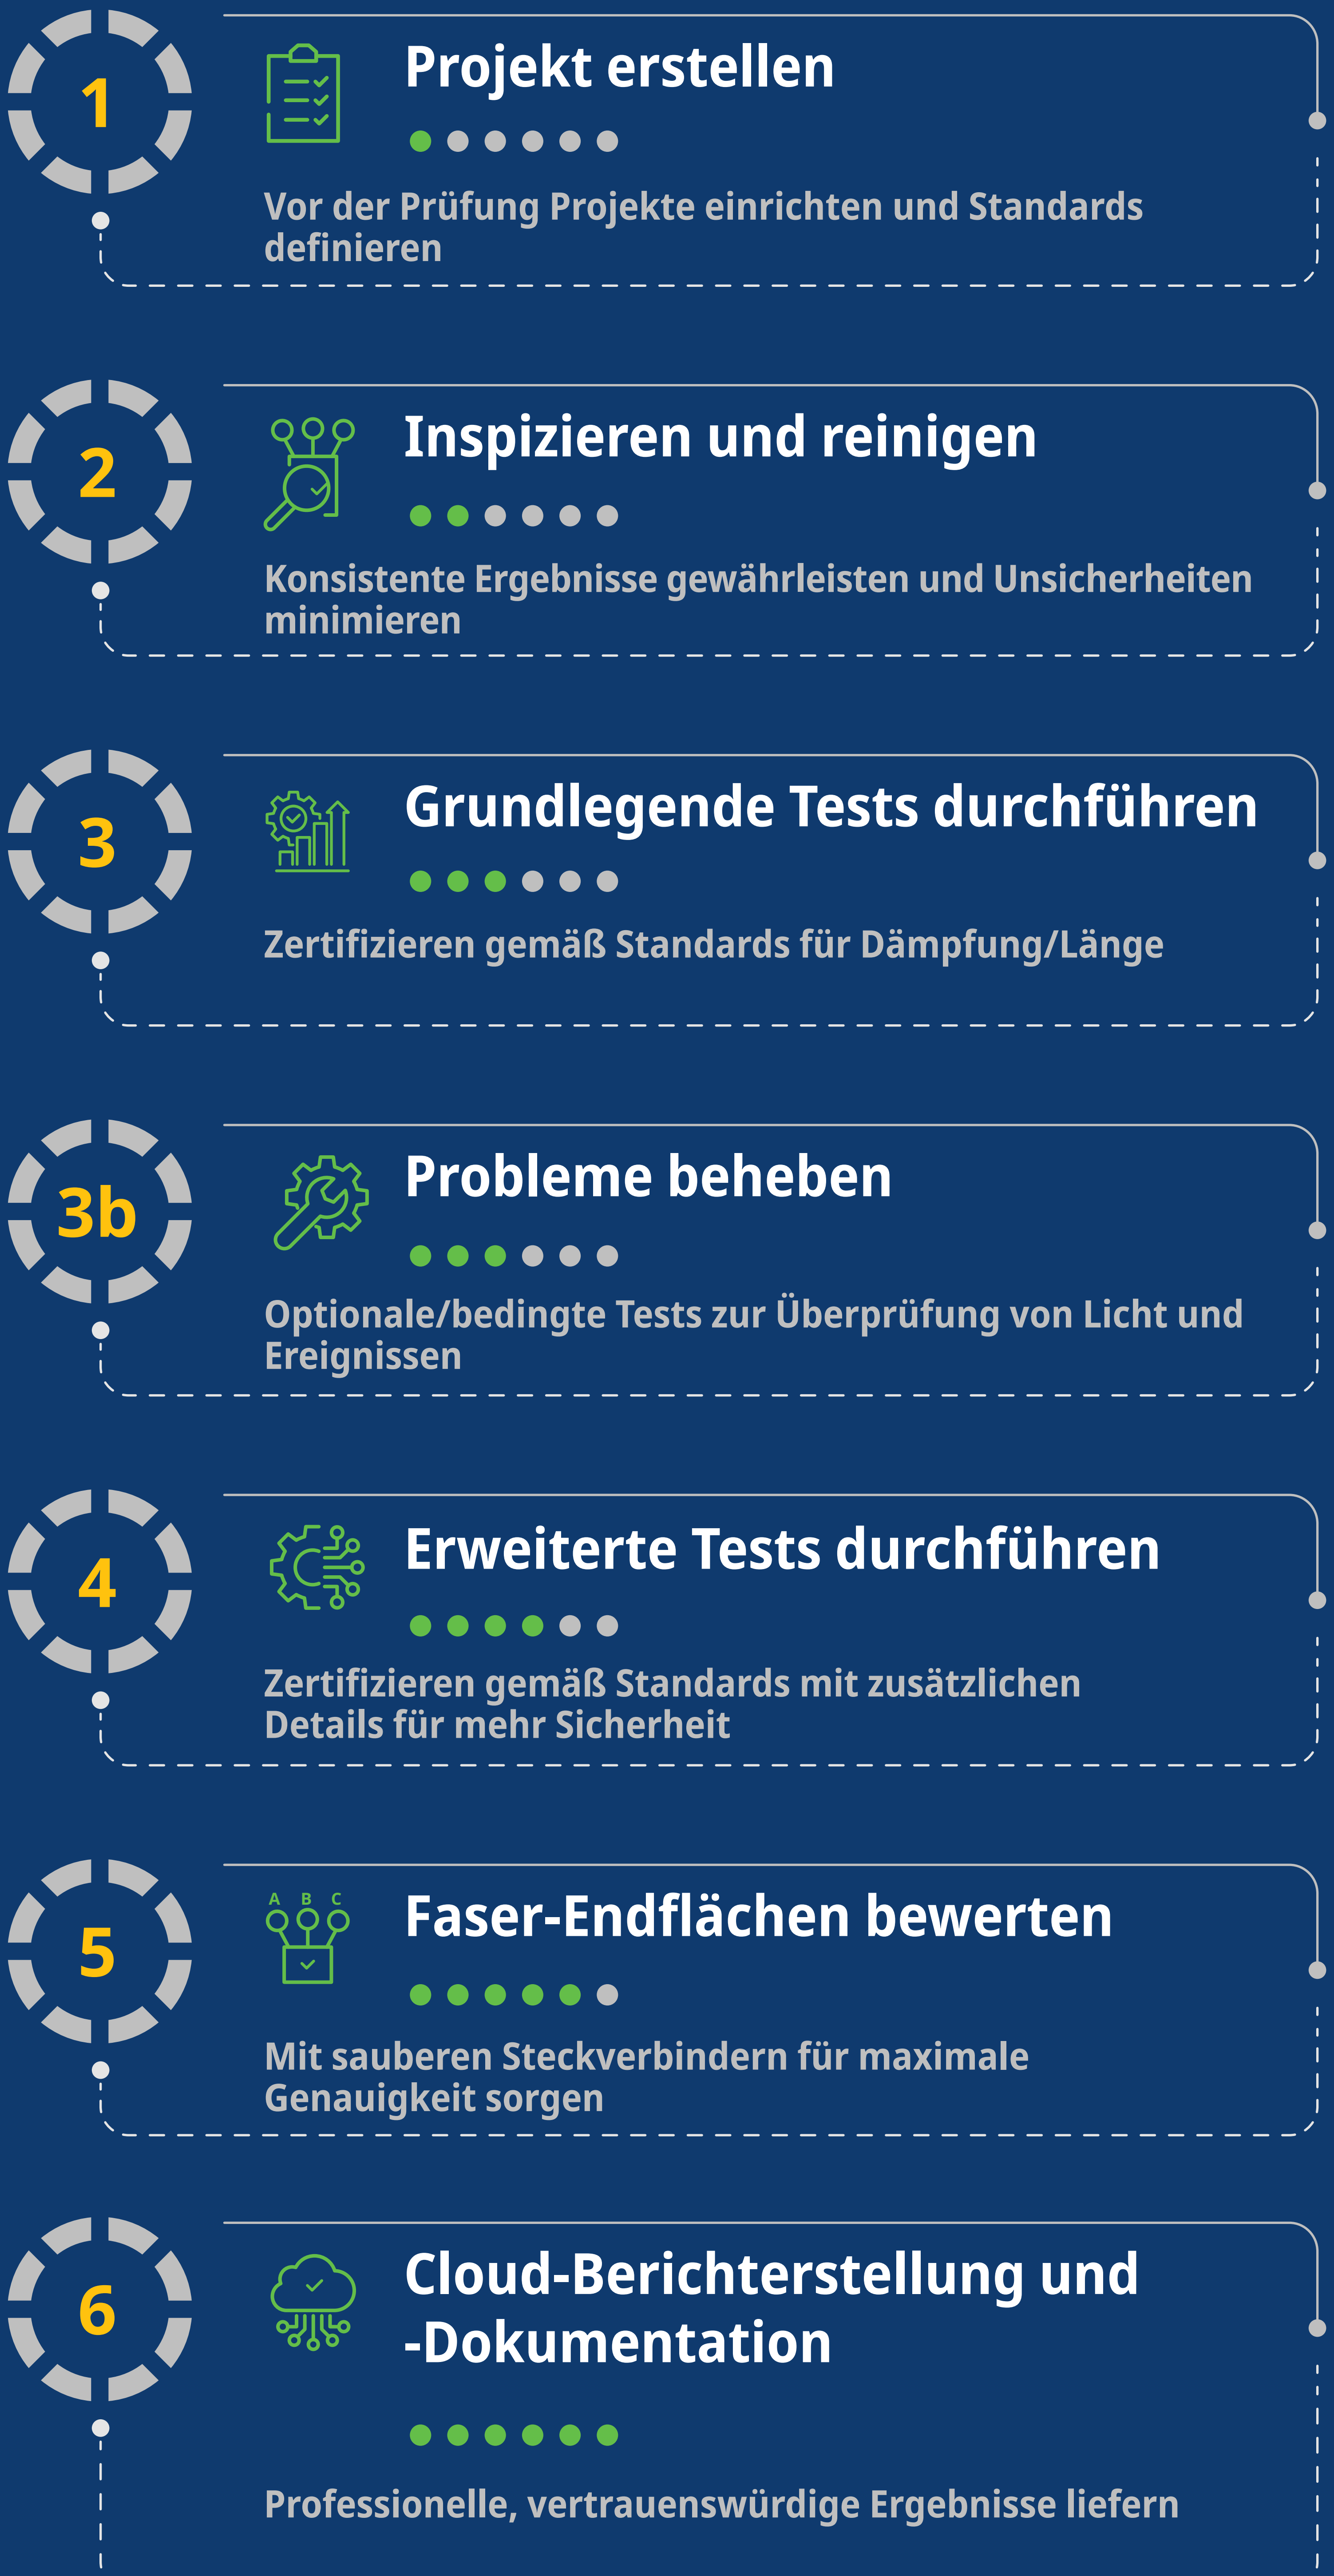 1
Projekt erstellen
Vor der Prüfung Projekte einrichten und Standards
definieren
2
Inspizieren und reinigen
Konsistente Ergebnisse gewährleisten und Unsicherheiten
minimieren
3
Grundlegende Tests durchführen
Zertifizieren gemäß Standards für Dämpfung/Länge
3b
Probleme beheben
Optionale/bedingte Tests zur Überprüfung von Licht und
Ereignissen
4
Erweiterte Tests durchführen
Zertifizieren gemäß Standards mit zusätzlichen
Details für mehr Sicherheit
5
A B C
Faser-Endflächen bewerten
Mit sauberen Steckverbindern für maximale
Genauigkeit sorgen
6
Cloud-Berichterstellung und
-Dokumentation
Professionelle, vertrauenswürdige Ergebnisse liefern